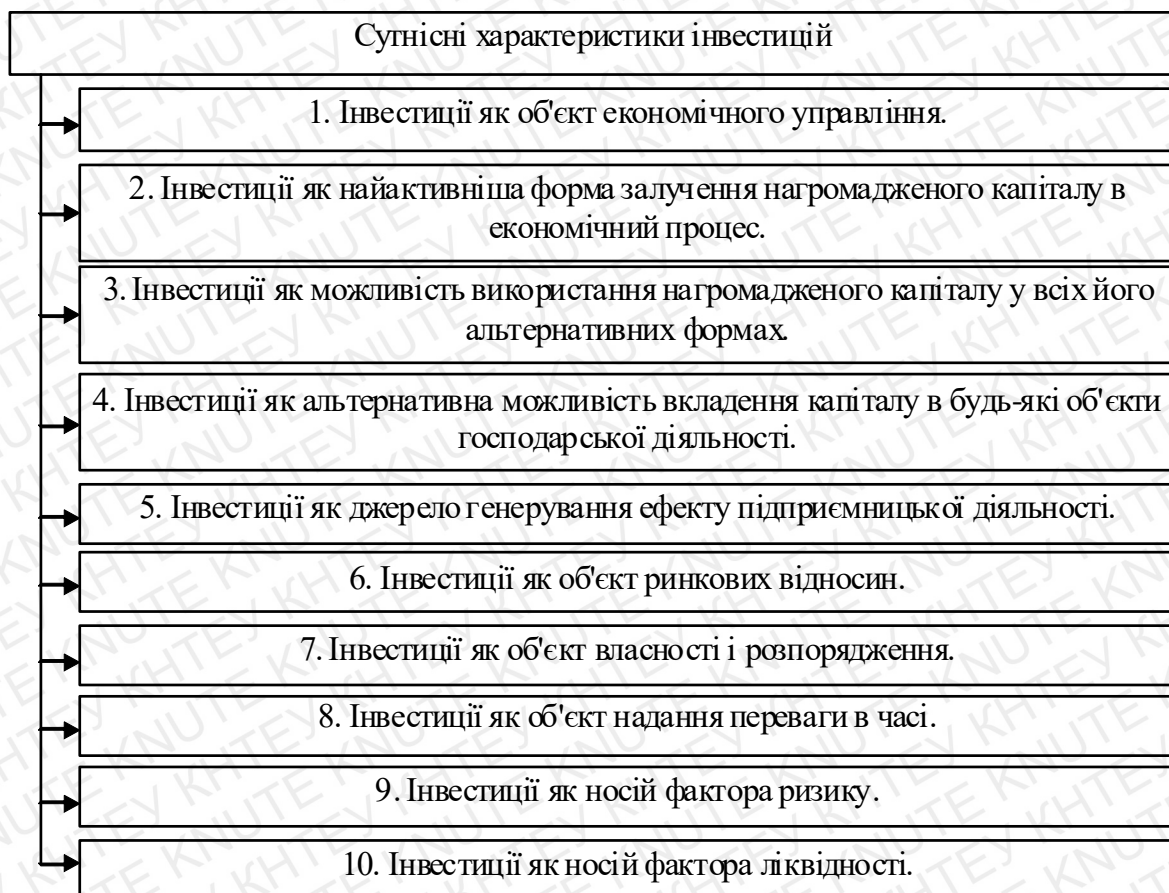 Сутнісні характеристики інвестицій
1. Інвестиції як об'єкт економічного управління.
2. Інвестиції як найактивніша форма залучення нагромадженого капіталу в
економічний процес.
3. Інвестиції як можливість використання нагромадженого капіталу у всіх його
альтернативних формах.
4. Інвестиції як альтернативна можливість вкладення капіталу в будь-які об'єкти
господарської діяльності.
5. Інвестиції як джерело генерування ефекту підприємницької діяльності.
6. Інвестиції як об'єкт ринкових відносин.
7. Інвестиції як об'єкт власності і розпорядження.
8. Інвестиції як об'єкт надання переваги в часі.
9. Інвестиції як носій фактора ризику.
10. Інвестиції як носій фактора ліквідності.